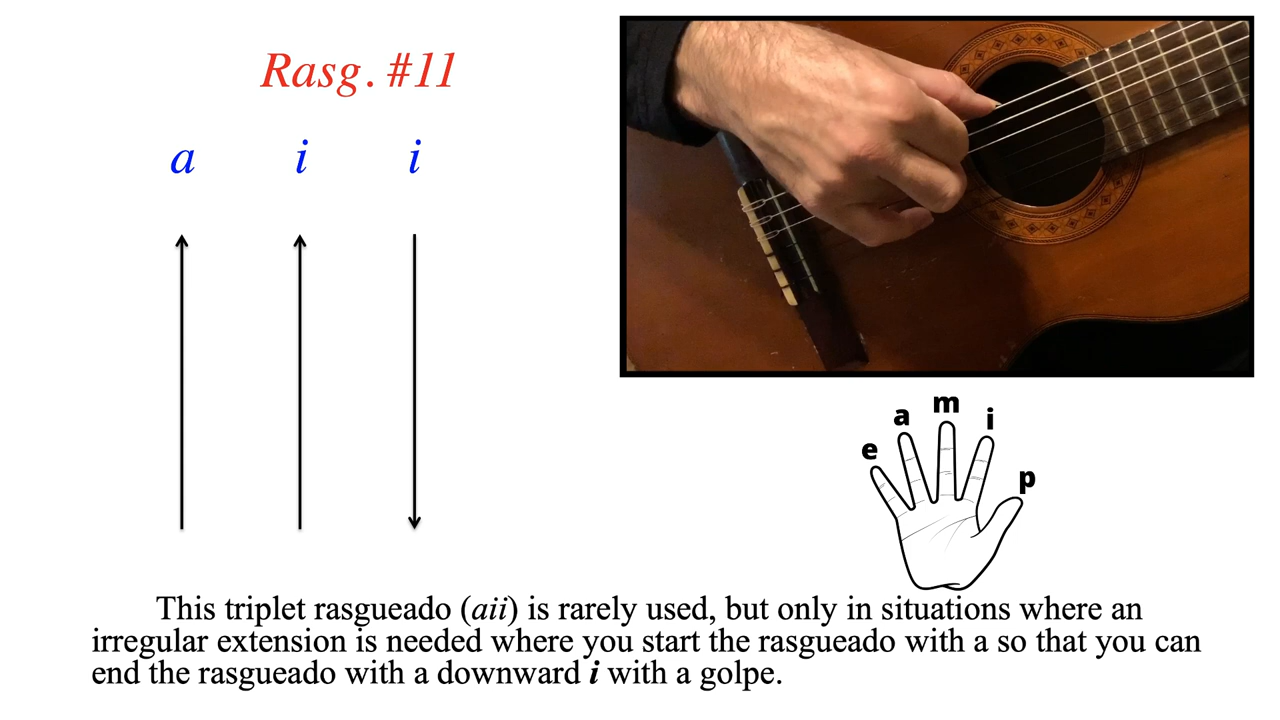 Rasg. #11
a i i
e a m i p
This triplet rasgueado (aii) is rarely used, but only in situations where an
irregular extension is needed where you start the rasgueado with a so that you can
end the rasgueado with a downward i with a golpe.